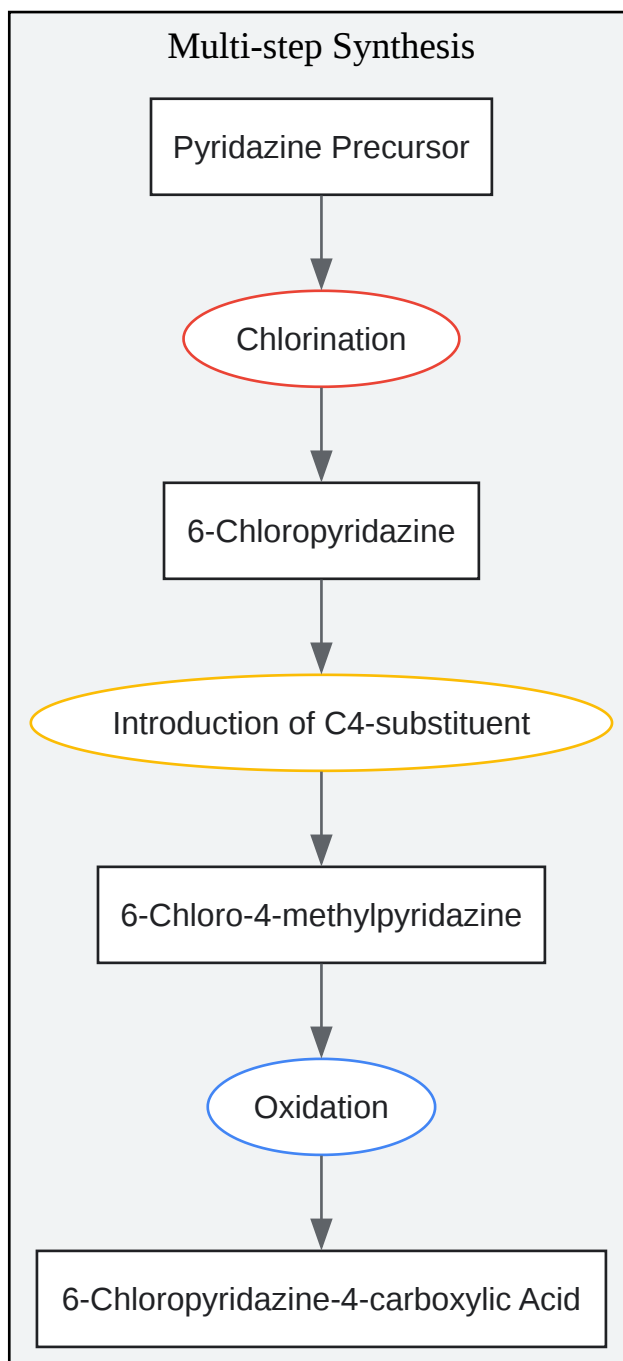 Multi-step Synthesis
Pyridazine Precursor
Chlorination
6-Chloropyridazine
Introduction of C4-substituent
6-Chloro-4-methylpyridazine
Oxidation
6-Chloropyridazine-4-carboxylic Acid